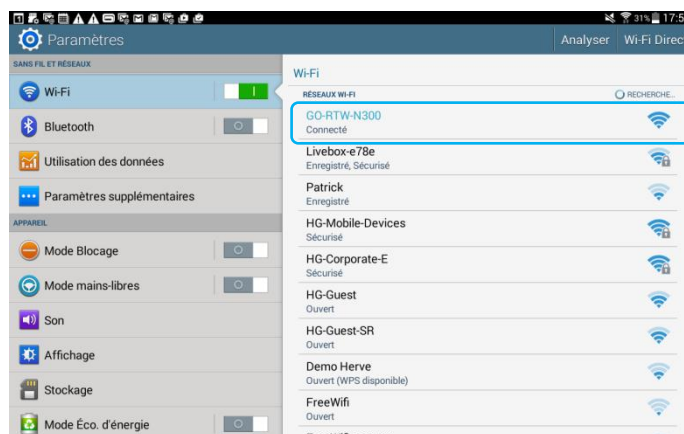 31% 17:5
Paramètres
Analyser Wi-Fi Direc
SANS FIL ET RÉSEAUX
Wi-Fi
Bluetooth
Utilisation des données
Paramètres supplémentaires
APPAREIL
Mode Blocage
Mode mains-libres
Son
Affichage
Stockage
Mode Éco. d'énergie
Wi-Fi
RÉSEAUX WI-FI RECHERCHE...
GO-RTW-N300
Connecté
Livebox-e78e
Enregistré, Sécurisé
Patrick
Enregistré
HG-Mobile-Devices
Sécurisé
HG-Corporate-E
Sécurisé
HG-Guest
Ouvert
HG-Guest-SR
Ouvert
Demo Herve
Ouvert (WPS disponible)
FreeWifi
Ouvert